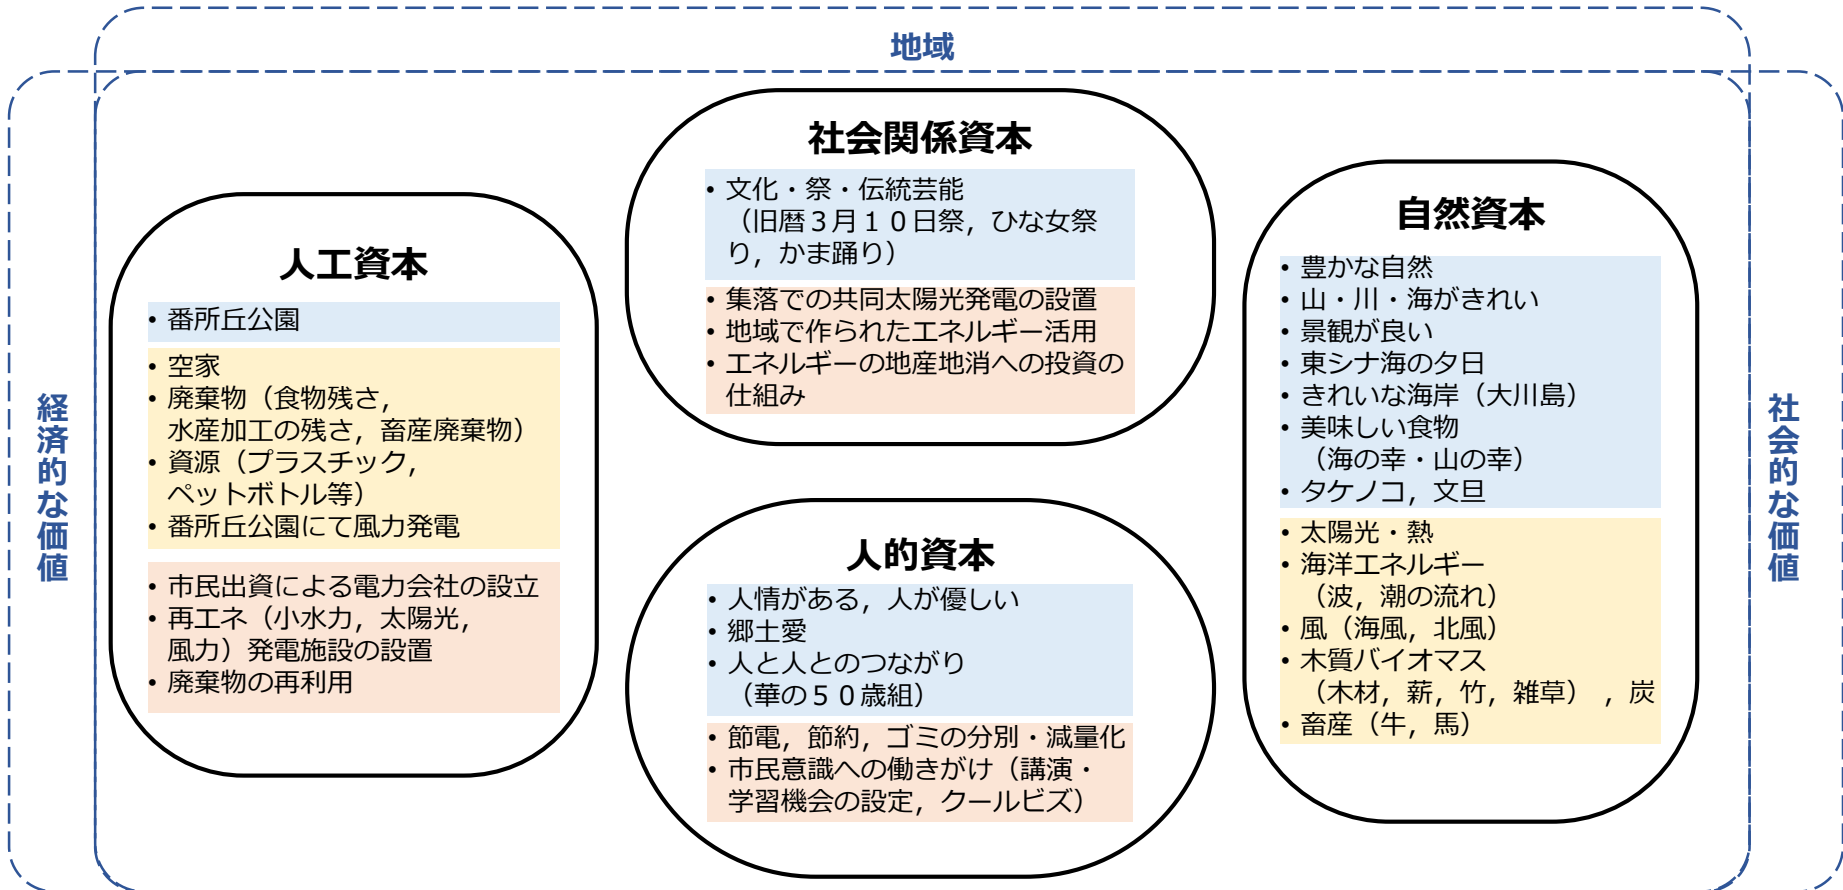 地域
経済的な価値
人工資本
• 番所丘公園
• 空家
• 廃棄物（食物残さ，
水産加工の残さ，畜産廃棄物）
• 資源（プラスチック，
ペットボトル等）
• 番所丘公園にて風力発電
• 市民出資による電力会社の設立
• 再エネ（小水力，太陽光，
風力）発電施設の設置
• 廃棄物の再利用
社会関係資本
• 文化・祭・伝統芸能
（旧暦３月１０日祭，ひな女祭
り，かま踊り）
• 集落での共同太陽光発電の設置
• 地域で作られたエネルギー活用
• エネルギーの地産地消への投資の
仕組み
人的資本
• 人情がある，人が優しい
• 郷土愛
• 人と人とのつながり
（華の５０歳組）
• 節電，節約，ゴミの分別・減量化
• 市民意識への働きがけ（講演・
学習機会の設定，クールビズ）
自然資本
• 豊かな自然
• 山・川・海がきれい
• 景観が良い
• 東シナ海の夕日
• きれいな海岸（大川島）
• 美味しい食物
（海の幸・山の幸）
• タケノコ，文旦
• 太陽光・熱
• 海洋エネルギー
（波，潮の流れ）
• 風（海風，北風）
• 木質バイオマス
（木材，薪，竹，雑草），炭
• 畜産（牛，馬）
社会的な価値